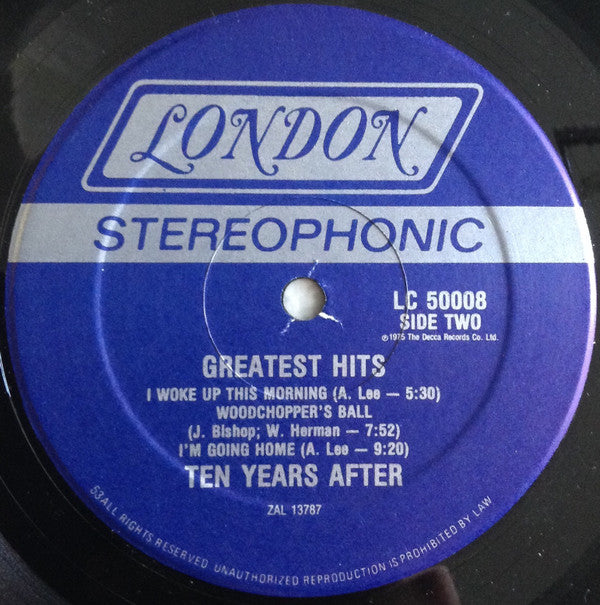 LONDON
STEREOPHONIC
LC 50008
SIDE TWO
℗1975 The Decca Records Co. Ltd.
GREATEST HITS
I WOKE UP THIS MORNING (A. Lee — 5:30)
WOODCHOPPER'S BALL
(J. Bishop; W. Herman — 7:52)
I'M GOING HOME (A. Lee — 9:20)
TEN YEARS AFTER
ZAL 13787
53 ALL RIGHTS RESERVED UNAUTHORIZED REPRODUCTION IS PROHIBITED BY LAW